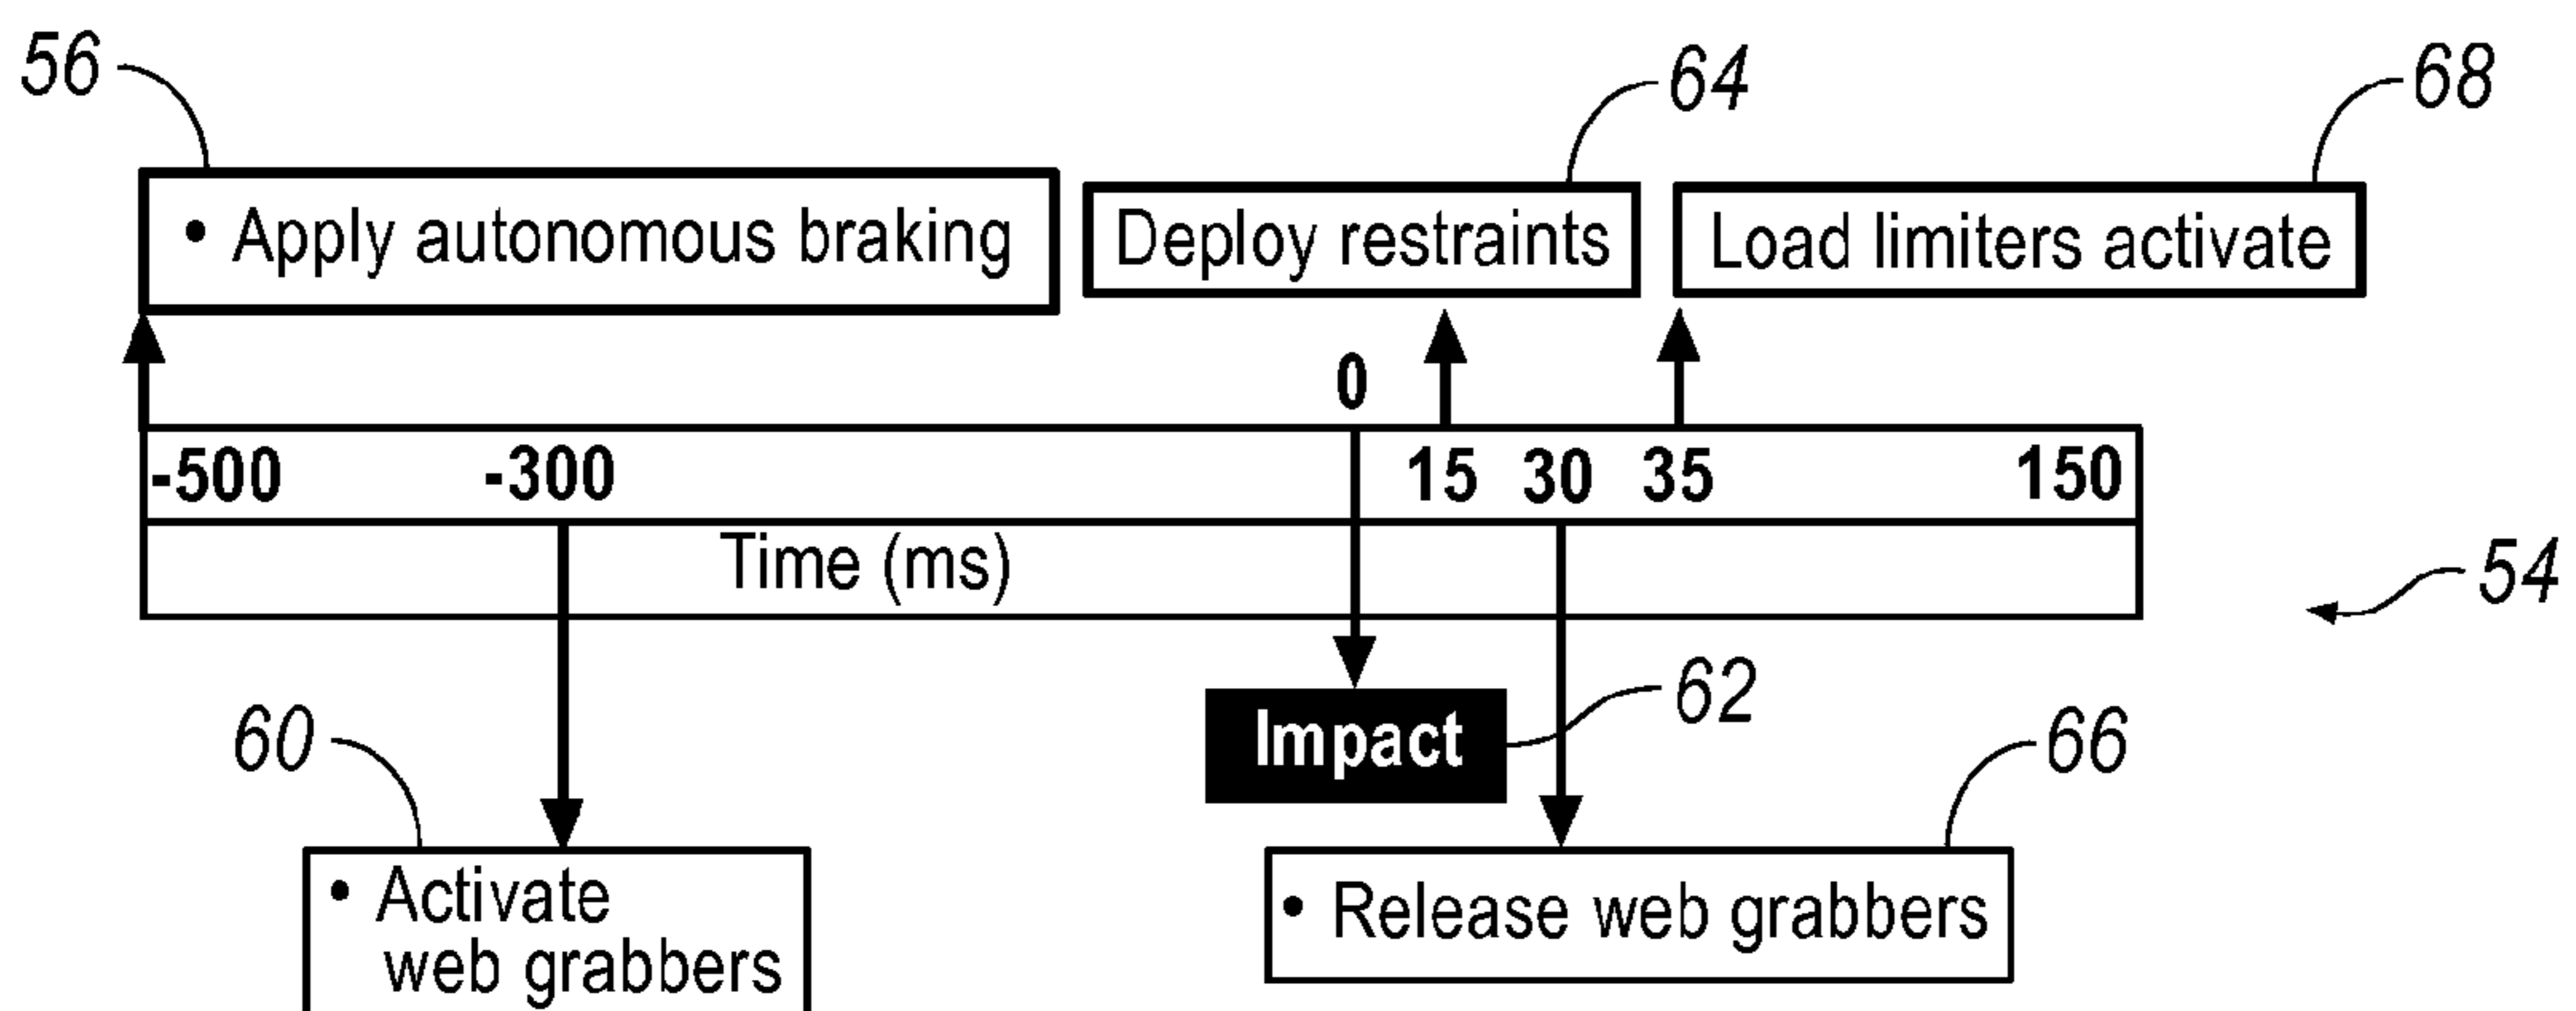 56
64
68
• Apply autonomous braking
Deploy restraints
Load limiters activate
0
-500 -300 15 30 35 150
Time (ms)
54
Impact
62
60
66
• Activate
web grabbers
• Release web grabbers